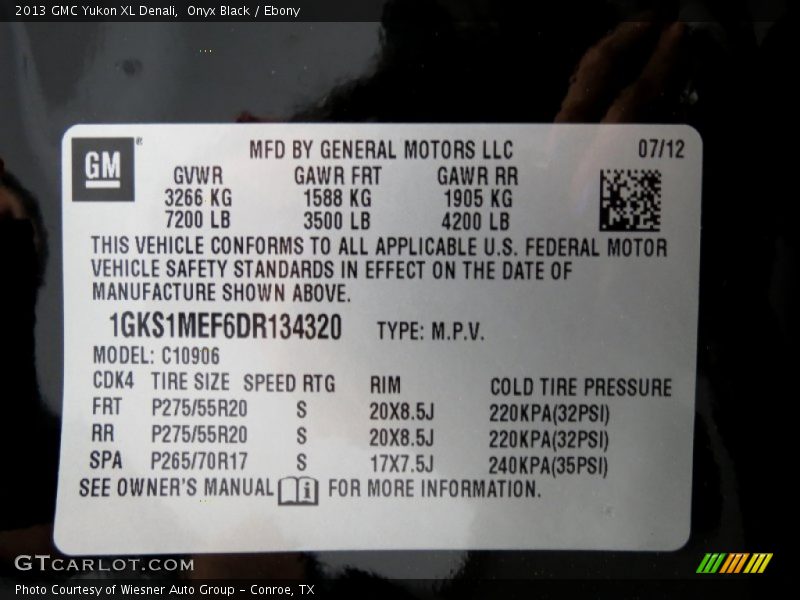 2013 GMC Yukon XL Denali,  Onyx Black / Ebony
GM ®
MFD BY GENERAL MOTORS LLC 07/12
GVWR GAWR FRT GAWR RR
3266 KG 1588 KG 1905 KG
7200 LB 3500 LB 4200 LB
THIS VEHICLE CONFORMS TO ALL APPLICABLE U.S. FEDERAL MOTOR
VEHICLE SAFETY STANDARDS IN EFFECT ON THE DATE OF
MANUFACTURE SHOWN ABOVE.
1GKS1MEF6DR134320 TYPE: M.P.V.
MODEL: C10906
CDK4 TIRE SIZE SPEED RTG RIM COLD TIRE PRESSURE
FRT P275/55R20 S 20X8.5J 220KPA(32PSI)
RR P275/55R20 S 20X8.5J 220KPA(32PSI)
SPA P265/70R17 S 17X7.5J 240KPA(35PSI)
SEE OWNER'S MANUAL i FOR MORE INFORMATION.
GTCARLOT.COM
Photo Courtesy of Wiesner Auto Group - Conroe, TX